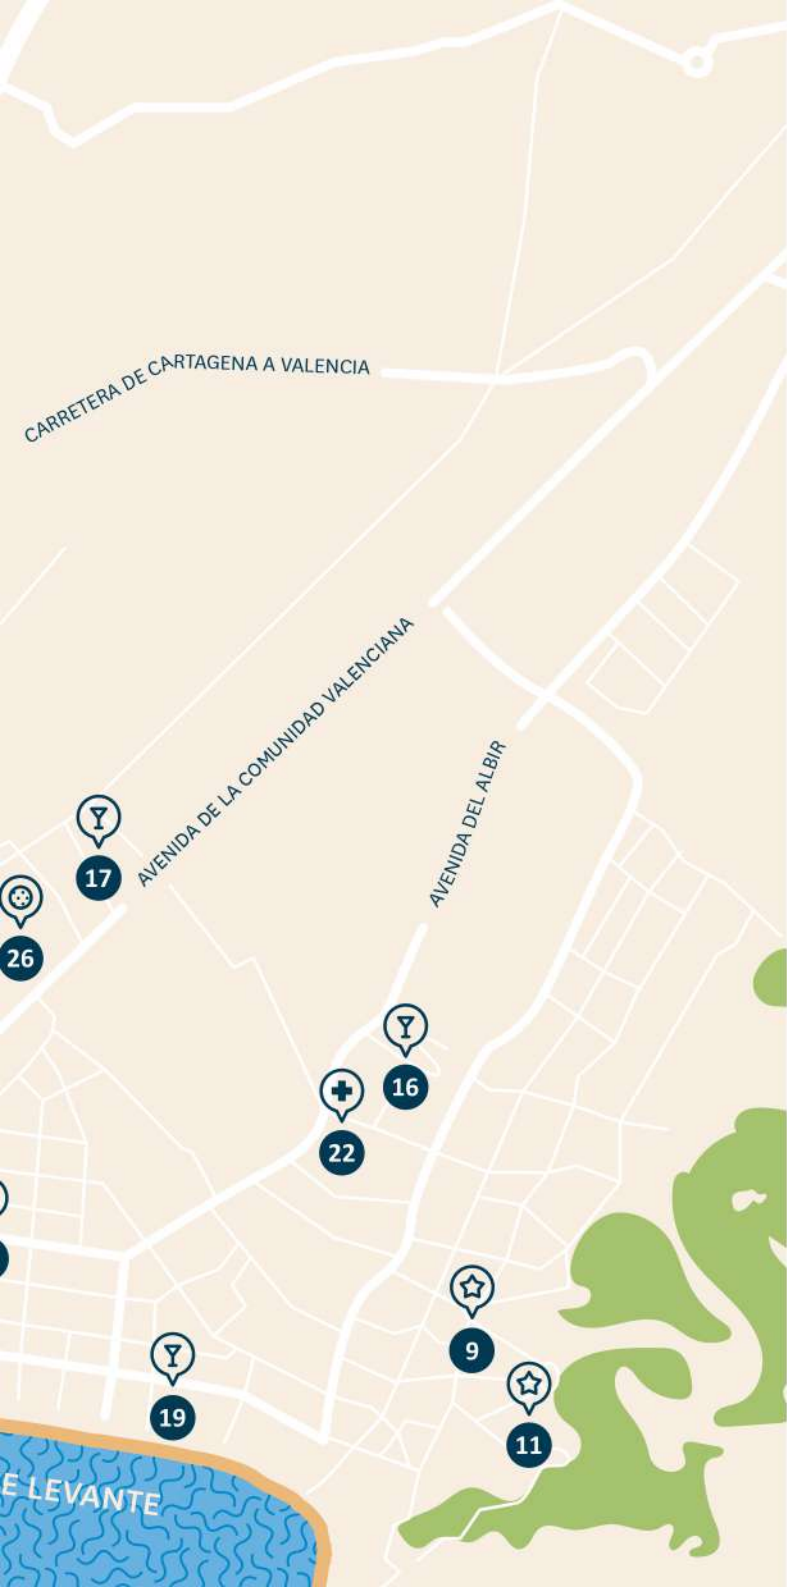 CARRETERA DE CARTAGENA A VALENCIA
AVENIDA DE LA COMUNIDAD VALENCIANA
AVENIDA DEL ALBIR
17
26
16
22
9
19
11
E LEVANTE